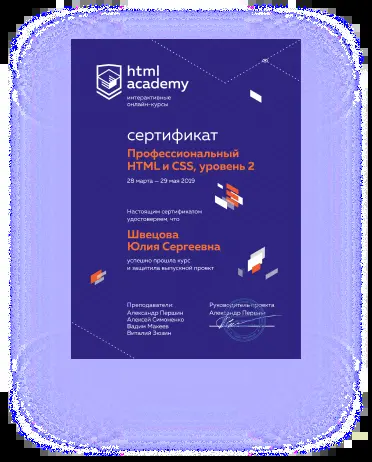 html
academy
интерактивные
онлайн-курсы
сертификат
Профессиональный
HTML и CSS, уровень 2
28 марта — 29 мая 2019
Настоящим сертификатом
удостоверяем, что
Швецова
Юлия Сергеевна
успешно прошла курс
и защитила выпускной проект
Преподаватели
Александр Першин
Алексей Симоненко
Вадим Макеев
Виталий Зюзин
Руководитель проекта
Александр Першин